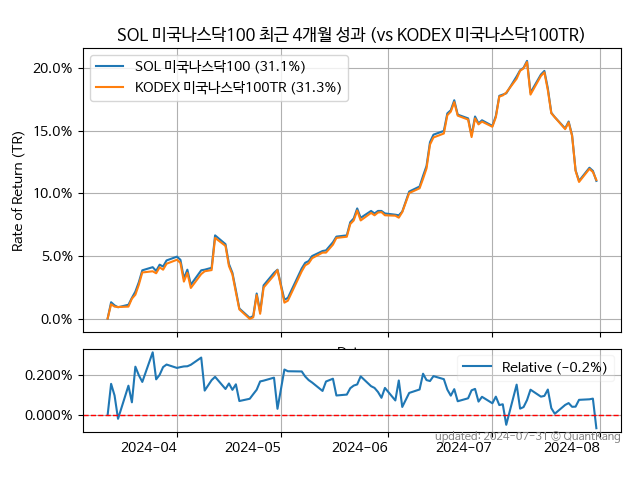 SOL 미국나스닥100 최근 4개월 성과 (vs KODEX 미국나스닥100TR)
SOL 미국나스닥100 (31.1%)
KODEX 미국나스닥100TR (31.3%)
Rate of Return (TR)
20.0%
15.0%
10.0%
5.0%
0.0%
Relative (−0.2%)
0.200%
0.000%
updated: 2024-07-31 © Quantkang
2024-04
2024-05
2024-06
2024-07
2024-08